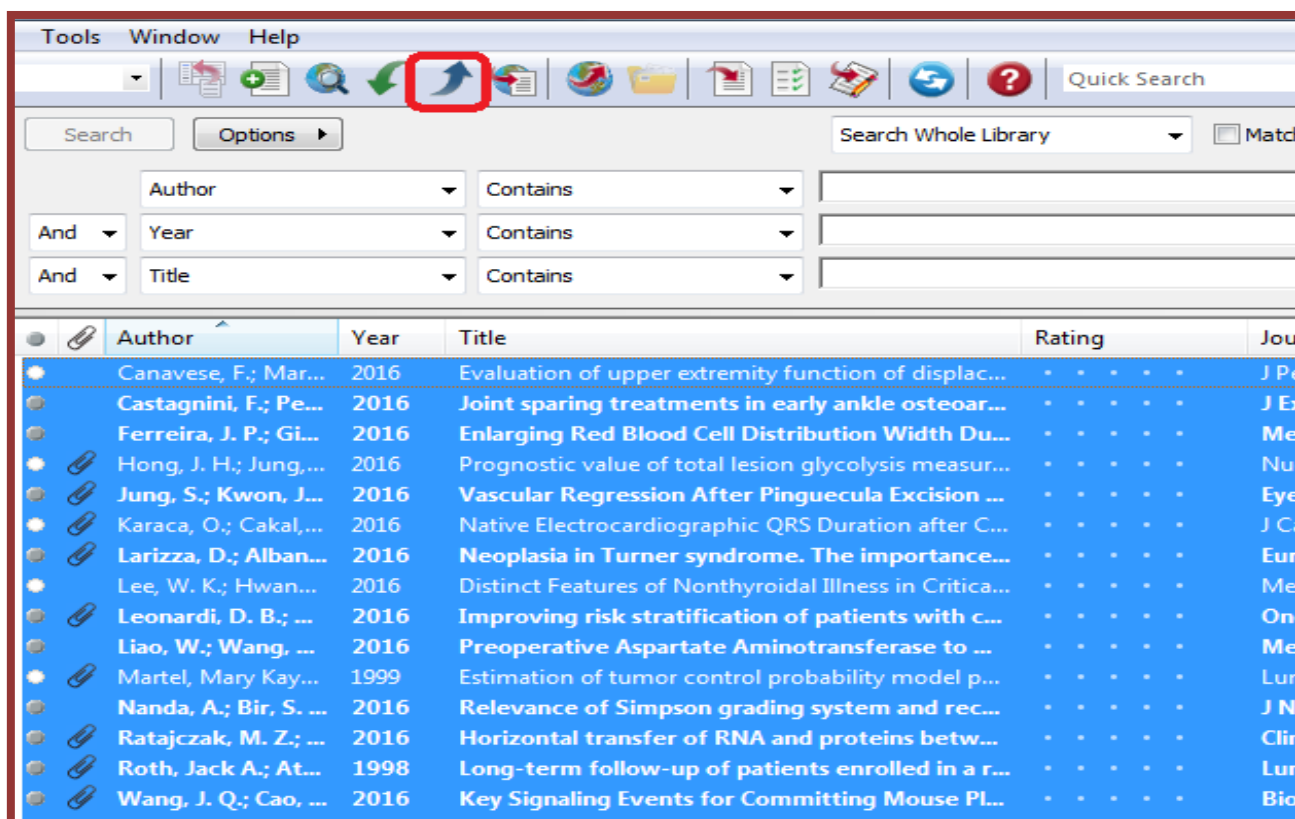 Tools Window Help
Quick Search
Search Options Search Whole Library Match
Author Contains
And Year Contains
And Title Contains
Author Year Title Rating Jou
Canavese, F.; Mar... 2016 Evaluation of upper extremity function of displac... J Pe
Castagnini, F.; Pe... 2016 Joint sparing treatments in early ankle osteoar... J Ex
Ferreira, J. P.; Gi... 2016 Enlarging Red Blood Cell Distribution Width Du... Me
Hong, J. H.; Jung,... 2016 Prognostic value of total lesion glycolysis measur... Nu
Jung, S.; Kwon, J... 2016 Vascular Regression After Pinguecula Excision ... Eye
Karaca, O.; Cakal,... 2016 Native Electrocardiographic QRS Duration after C... J Ca
Larizza, D.; Alban... 2016 Neoplasia in Turner syndrome. The importance... Eur
Lee, W. K.; Hwan... 2016 Distinct Features of Nonthyroidal Illness in Critica... Me
Leonardi, D. B.; ... 2016 Improving risk stratification of patients with c... On
Liao, W.; Wang, ... 2016 Preoperative Aspartate Aminotransferase to ... Me
Martel, Mary Kay... 1999 Estimation of tumor control probability model p... Lun
Nanda, A.; Bir, S. ... 2016 Relevance of Simpson grading system and rec... J N
Ratajczak, M. Z.; ... 2016 Horizontal transfer of RNA and proteins betw... Clin
Roth, Jack A.; At... 1998 Long-term follow-up of patients enrolled in a r... Lun
Wang, J. Q.; Cao, ... 2016 Key Signaling Events for Committing Mouse Pl... Bio